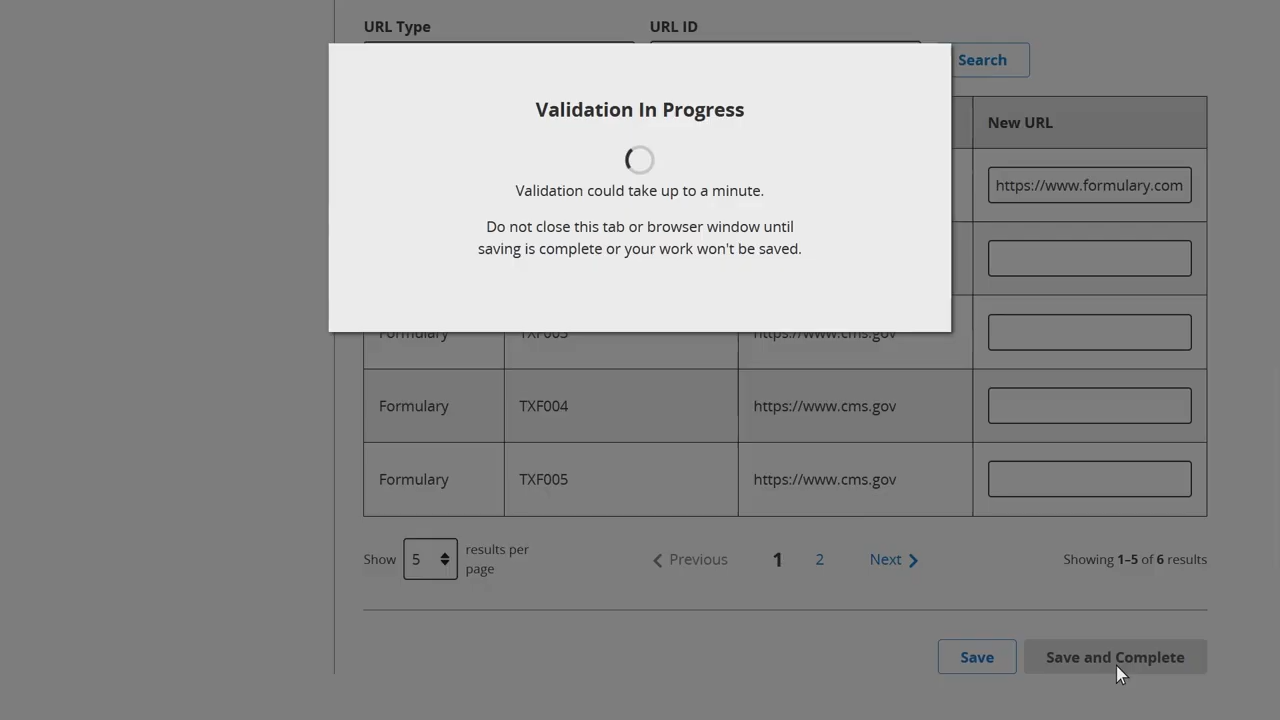 URL Type
URL ID
Search
Validation In Progress
Validation could take up to a minute.
Do not close this tab or browser window until
saving is complete or your work won't be saved.
New URL
https://www.formulary.com
Formulary
https://www.cms.gov
Formulary TXF004 https://www.cms.gov
Formulary TXF005 https://www.cms.gov
Show 5 results per
page
Previous 1 2 Next
Showing 1–5 of 6 results
Save
Save and Complete